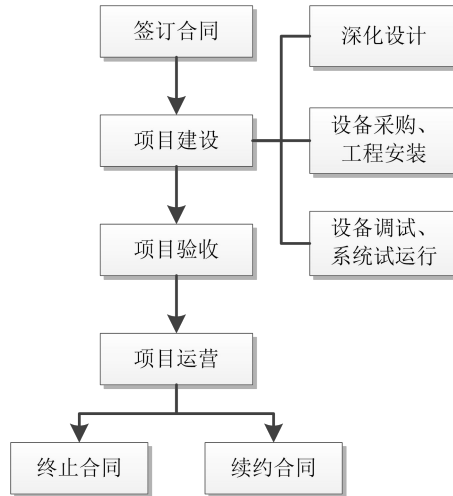 签订合同
深化设计
项目建设
设备采购、
工程安装
项目验收
设备调试、
系统试运行
项目运营
终止合同
续约合同